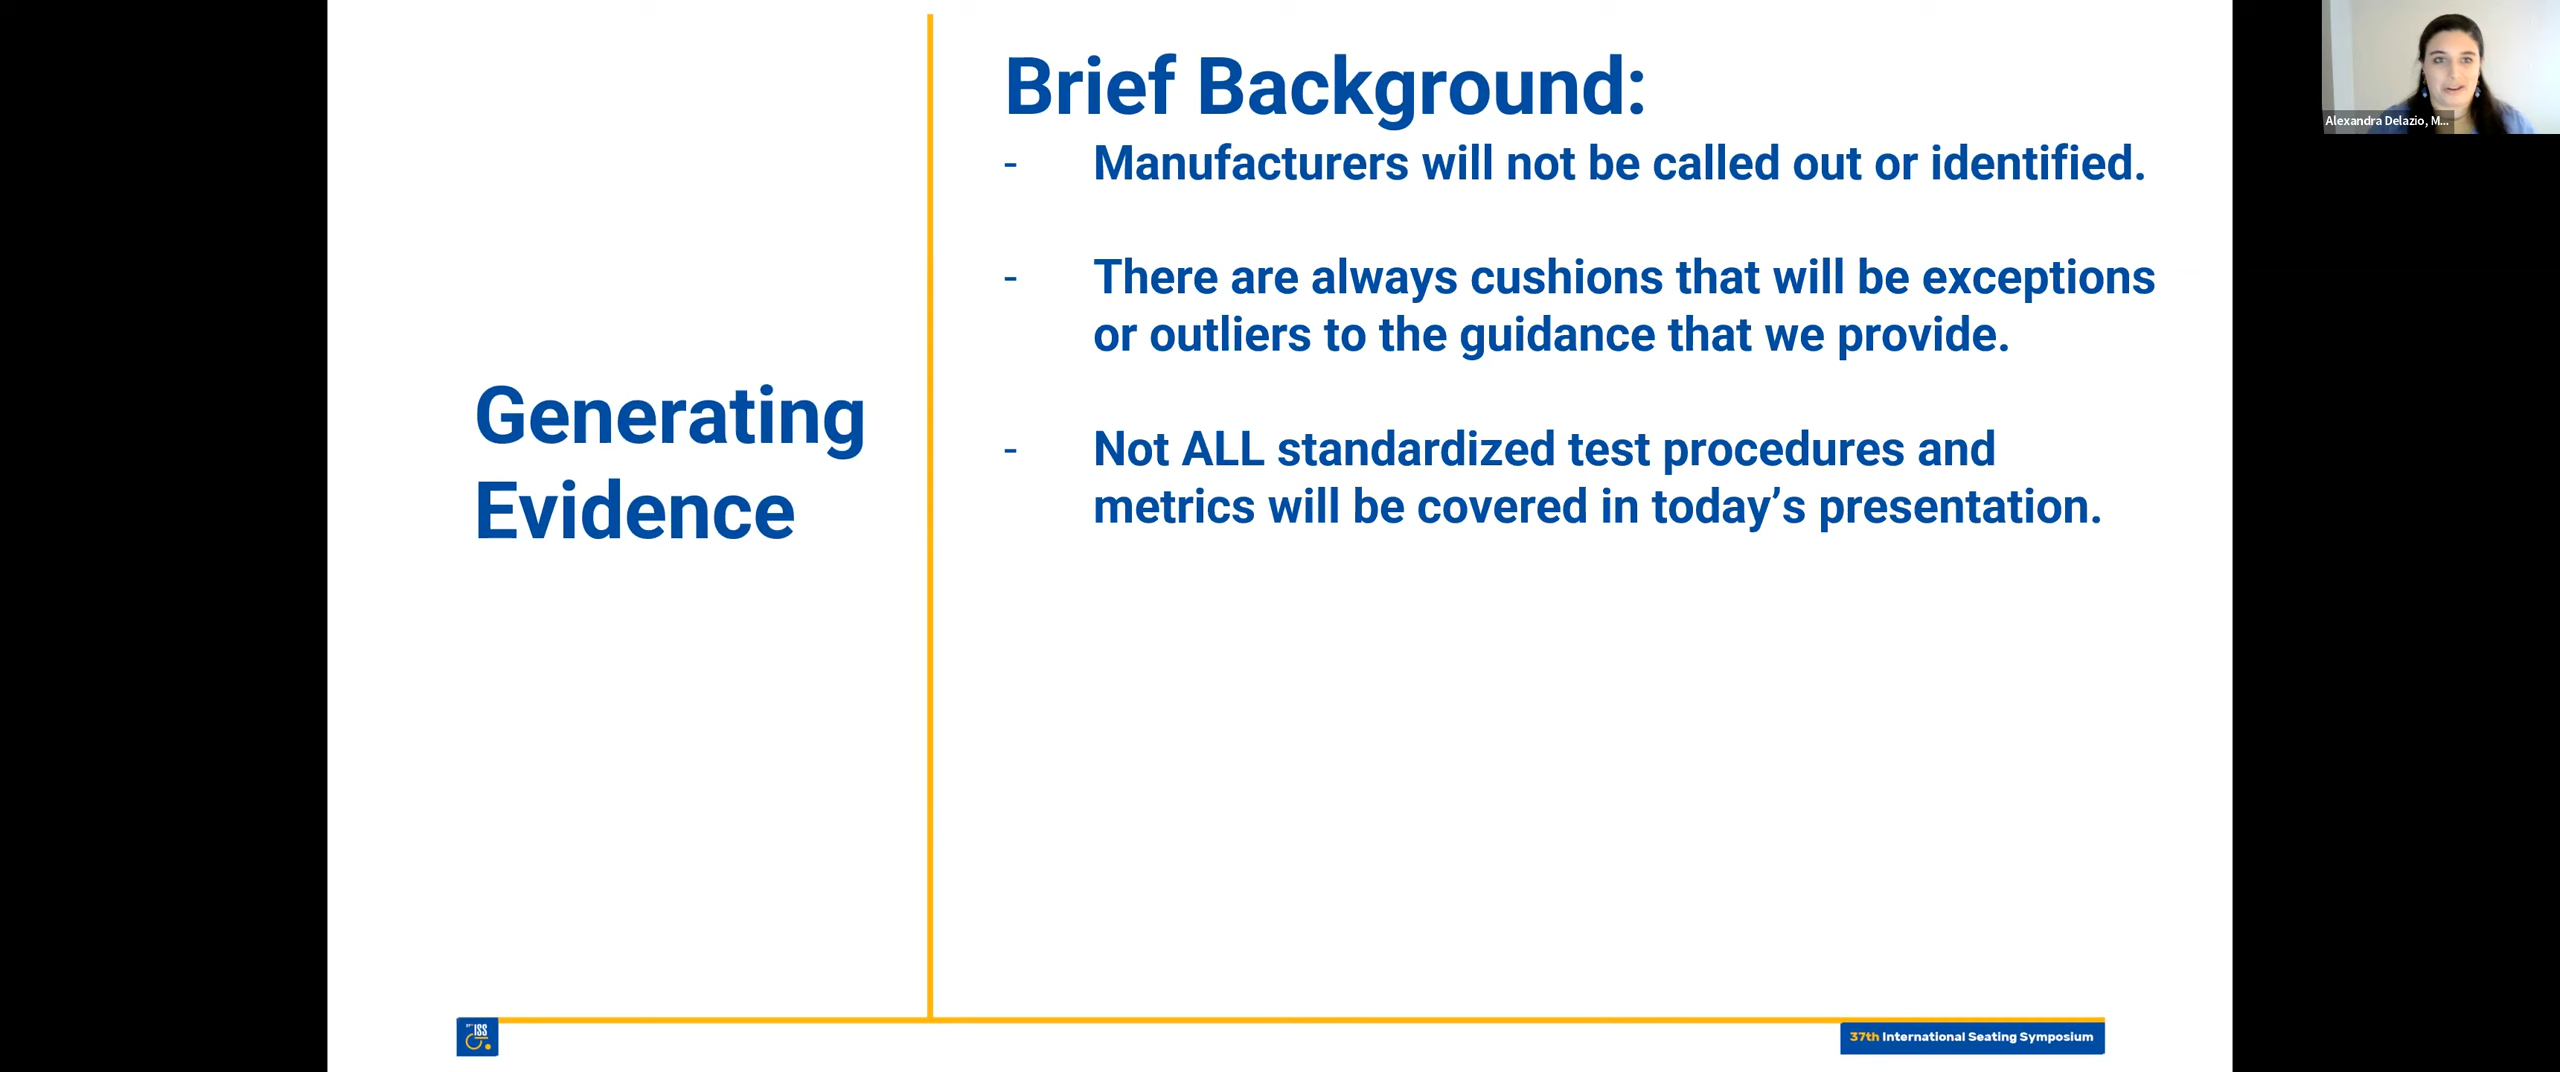 Brief Background:
- Manufacturers will not be called out or identified.
- There are always cushions that will be exceptions
or outliers to the guidance that we provide.
- Not ALL standardized test procedures and
metrics will be covered in today’s presentation.
Generating
Evidence
Alexandra Delazio, M...
ISS
37th International Seating Symposium